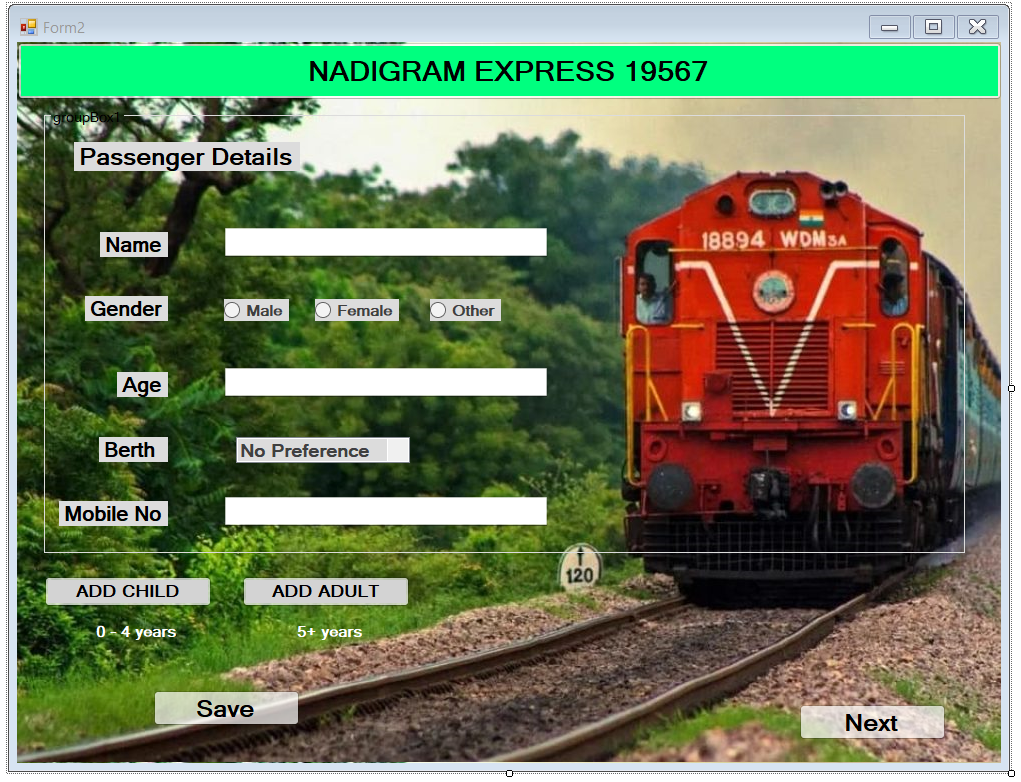 Form2
NADIGRAM EXPRESS 19567
groupBox1
Passenger Details
18894 WDM3A
Name
Gender
Male Female Other
Age
Berth
No Preference
Mobile No
120
ADD CHILD ADD ADULT
0 - 4 years 5+ years
Save
Next